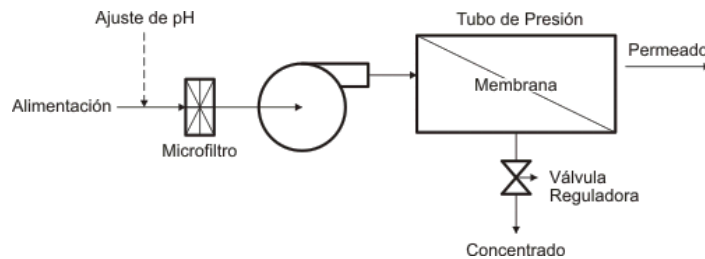 Ajuste de pH
Tubo de Presión
Permeado
Alimentación
Membrana
Microfiltro
Válvula
Reguladora
Concentrado